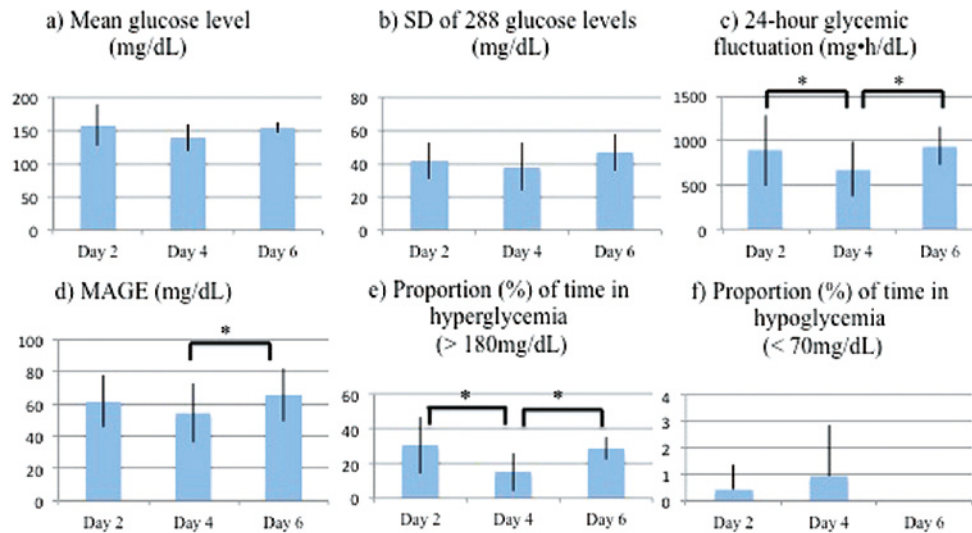 a) Mean glucose level
(mg/dL)
200
150
100
50
0
Day 2 Day 4 Day 6
b) SD of 288 glucose levels
(mg/dL)
80
60
40
20
0
Day 2 Day 4 Day 6
c) 24-hour glycemic
fluctuation (mg•h/dL)
* *
1500
1000
500
0
Day 2 Day 4 Day 6
d) MAGE (mg/dL)
*
100
80
60
40
20
0
Day 2 Day 4 Day 6
e) Proportion (%) of time in
hyperglycemia
(> 180mg/dL)
* *
60
40
20
0
Day 2 Day 4 Day 6
f) Proportion (%) of time in
hypoglycemia
(< 70mg/dL)
4
3
2
1
0
Day 2 Day 4 Day 6